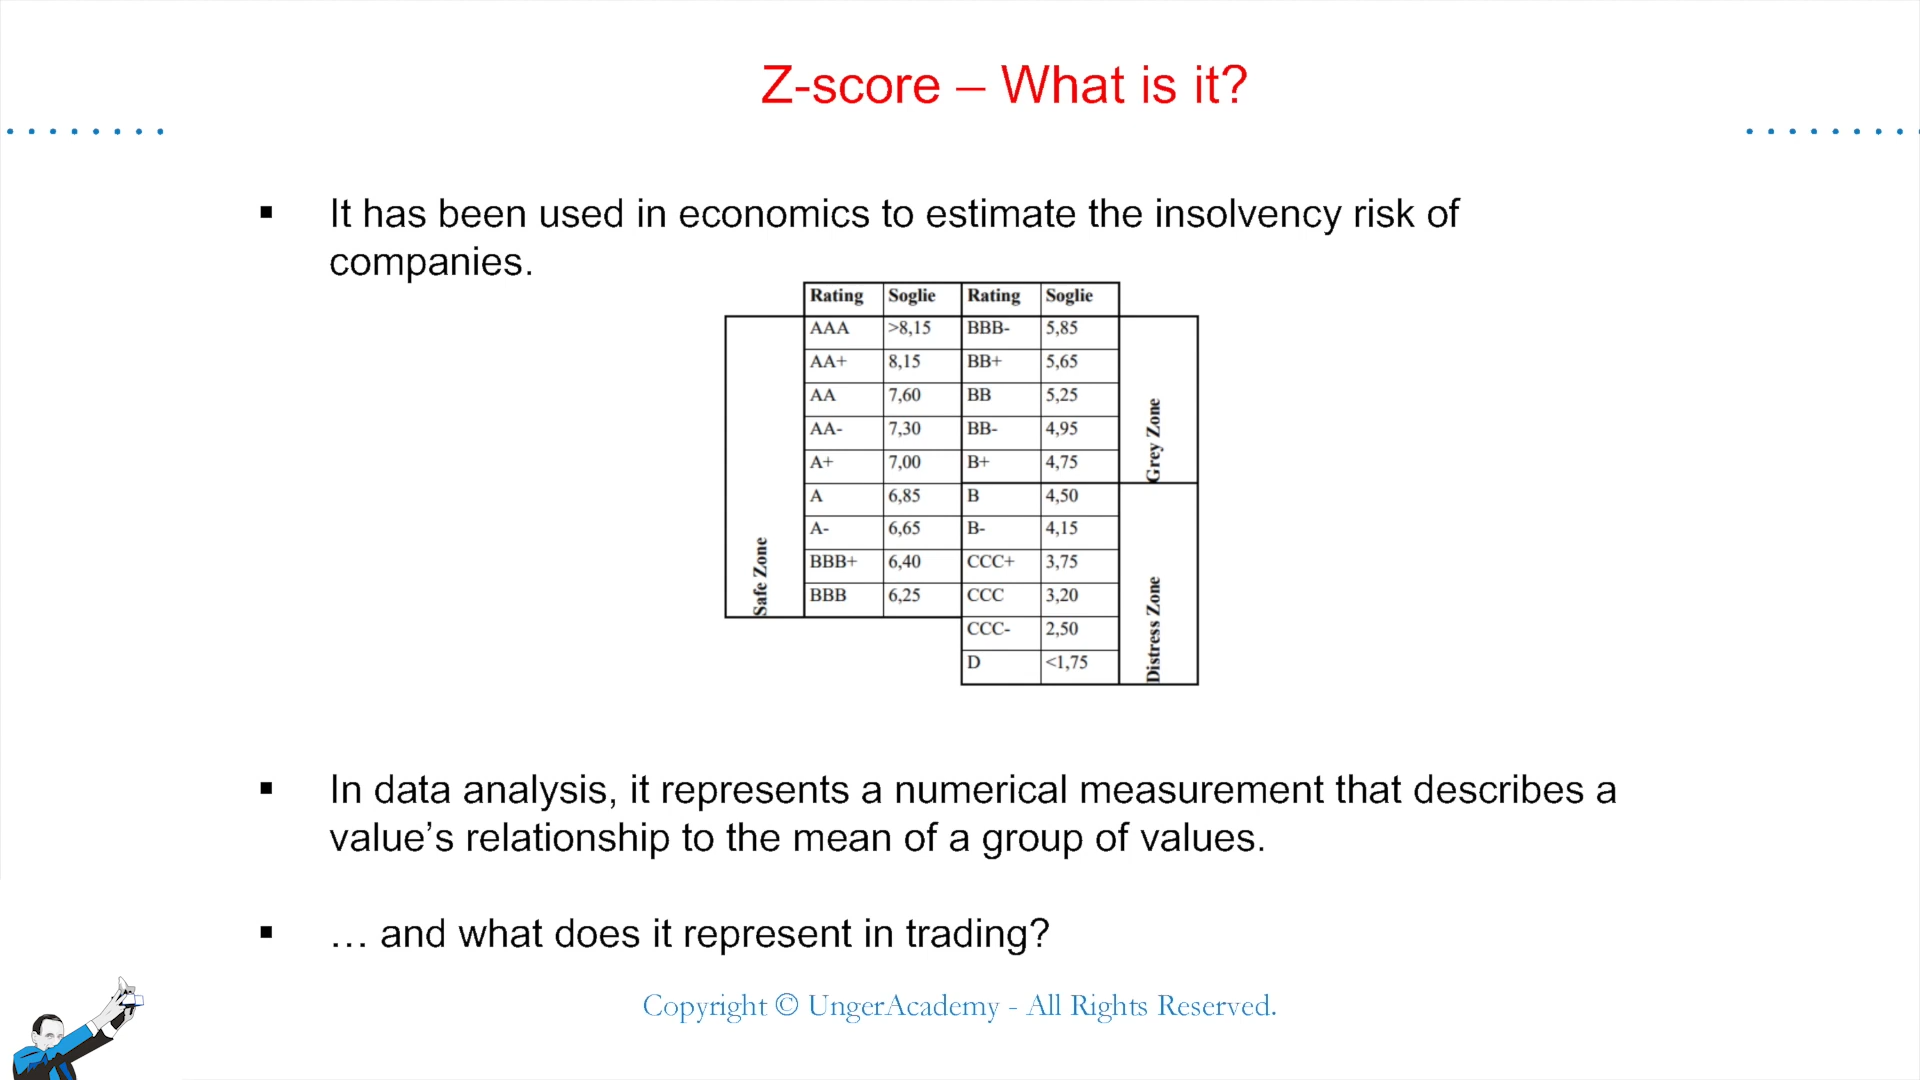 Z-score – What is it?
▪ It has been used in economics to estimate the insolvency risk of
companies.
Rating Soglie Rating Soglie
AAA >8,15 BBB- 5,85
AA+ 8,15 BB+ 5,65
AA 7,60 BB 5,25
AA- 7,30 BB- 4,95
A+ 7,00 B+ 4,75
A 6,85 B 4,50
A- 6,65 B- 4,15
BBB+ 6,40 CCC+ 3,75
BBB 6,25 CCC 3,20
CCC- 2,50
D <1,75
Safe Zone
Grey Zone
Distress Zone
▪ In data analysis, it represents a numerical measurement that describes a
value’s relationship to the mean of a group of values.
▪ … and what does it represent in trading?
Copyright © UngerAcademy - All Rights Reserved.